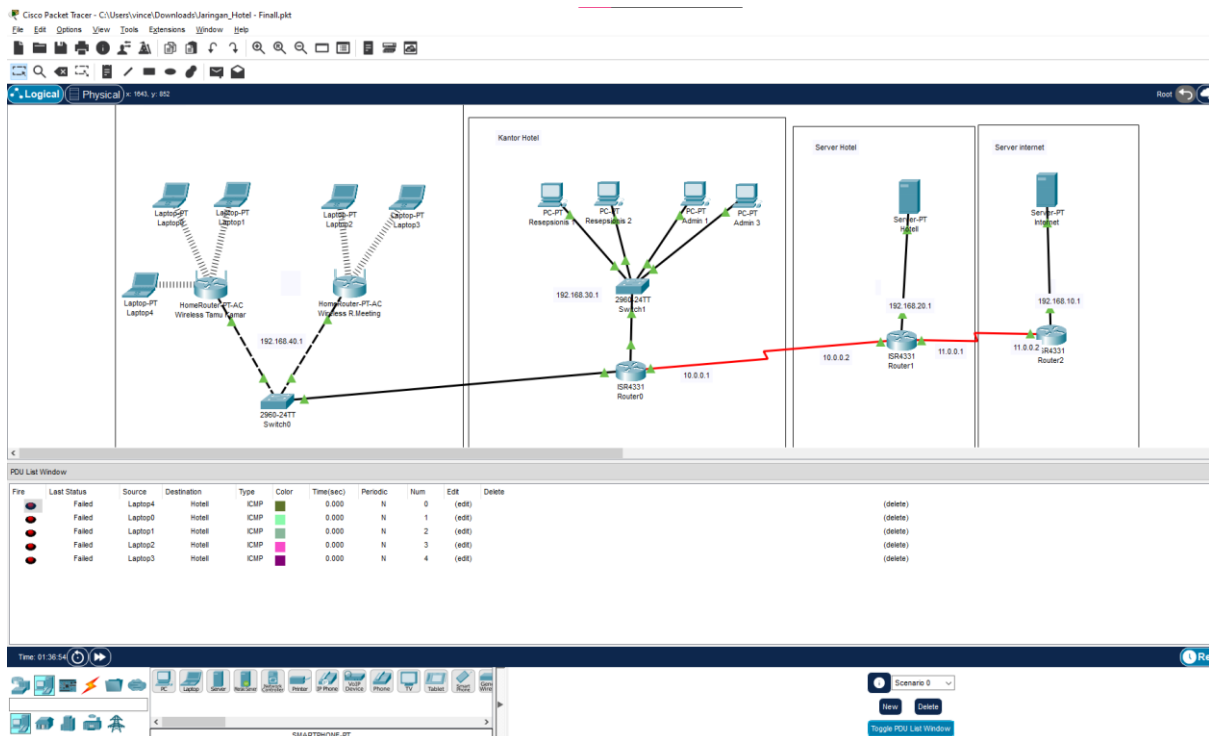 Cisco Packet Tracer - C:\Users\vince\Downloads\Jaringan_Hotel - Finall.pkt
File Edit Options View Tools Extensions Window Help
Logical Physical x: 1643, y: 852 Root
Kantor Hotel
Server Hotel
Server internet
Laptop-PT
Laptop-PT
Laptop1
Laptop-PT
Laptop2
Laptop-PT
Laptop3
PC-PT
Resepsionis 1
PC-PT
Resepsionis 2
PC-PT
Admin 1
PC-PT
Admin 3
Server-PT
Hotell
Server-PT
Internet
Laptop-PT
Laptop4
HomeRouter-PT-AC
Wireless Tamu Kamar
HomeRouter-PT-AC
Wireless R.Meeting
192.168.30.1
2960-24TT
Switch1
192.168.20.1
192.168.10.1
192.168.40.1
10.0.0.2
ISR4331
Router1
11.0.0.1
11.0.0.2
ISR4331
Router2
10.0.0.1
ISR4331
Router0
2960-24TT
Switch0
PDU List Window
Fire Last Status Source Destination Type Color Time(sec) Periodic Num Edit Delete
Failed Laptop4 Hotell ICMP 0.000 N 0 (edit) (delete)
Failed Laptop0 Hotell ICMP 0.000 N 1 (edit) (delete)
Failed Laptop1 Hotell ICMP 0.000 N 2 (edit) (delete)
Failed Laptop2 Hotell ICMP 0.000 N 3 (edit) (delete)
Failed Laptop3 Hotell ICMP 0.000 N 4 (edit) (delete)
Time: 01:36:54 Re
PC Laptop Server Printer IP Phone VoIP Device Phone TV Tablet Smart Phone
Scenario 0
New Delete
Toggle PDU List Window
SMARTPHONE-PT